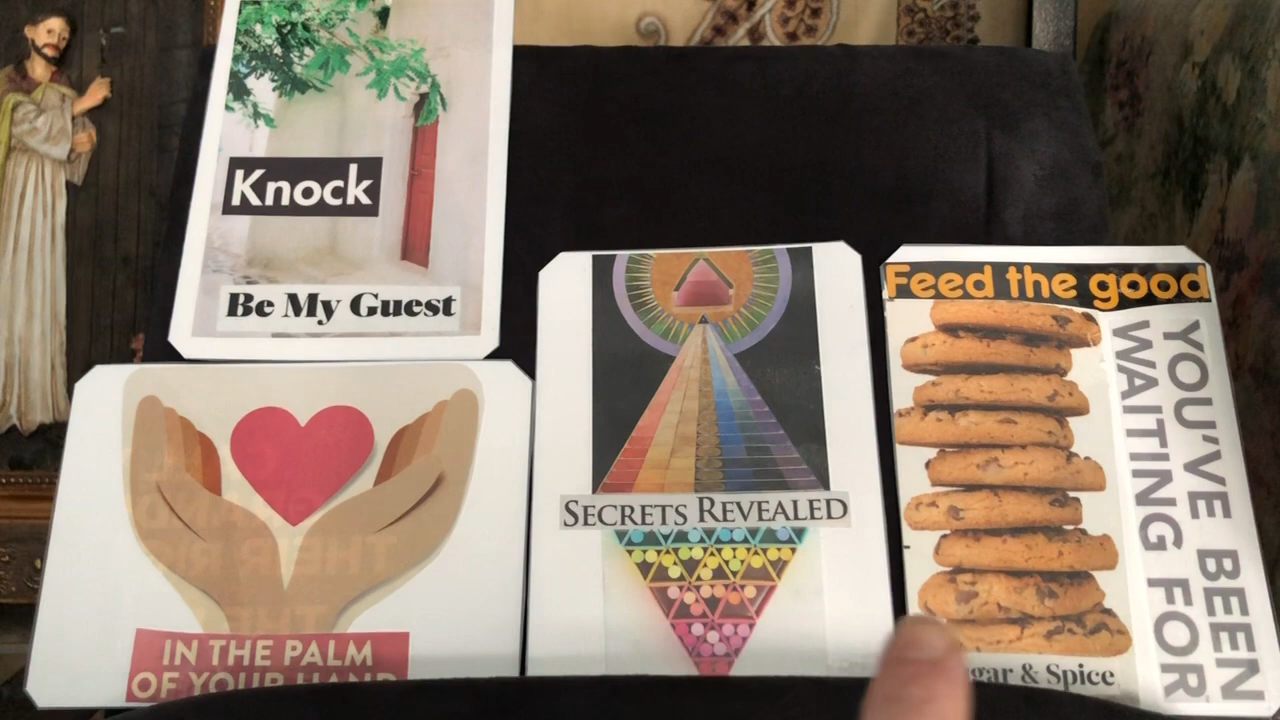 Knock
Be My Guest
IN THE PALM
OF YOUR HAND
SECRETS REVEALED
Feed the good
YOU'VE BEEN
WAITING FOR
& Spice